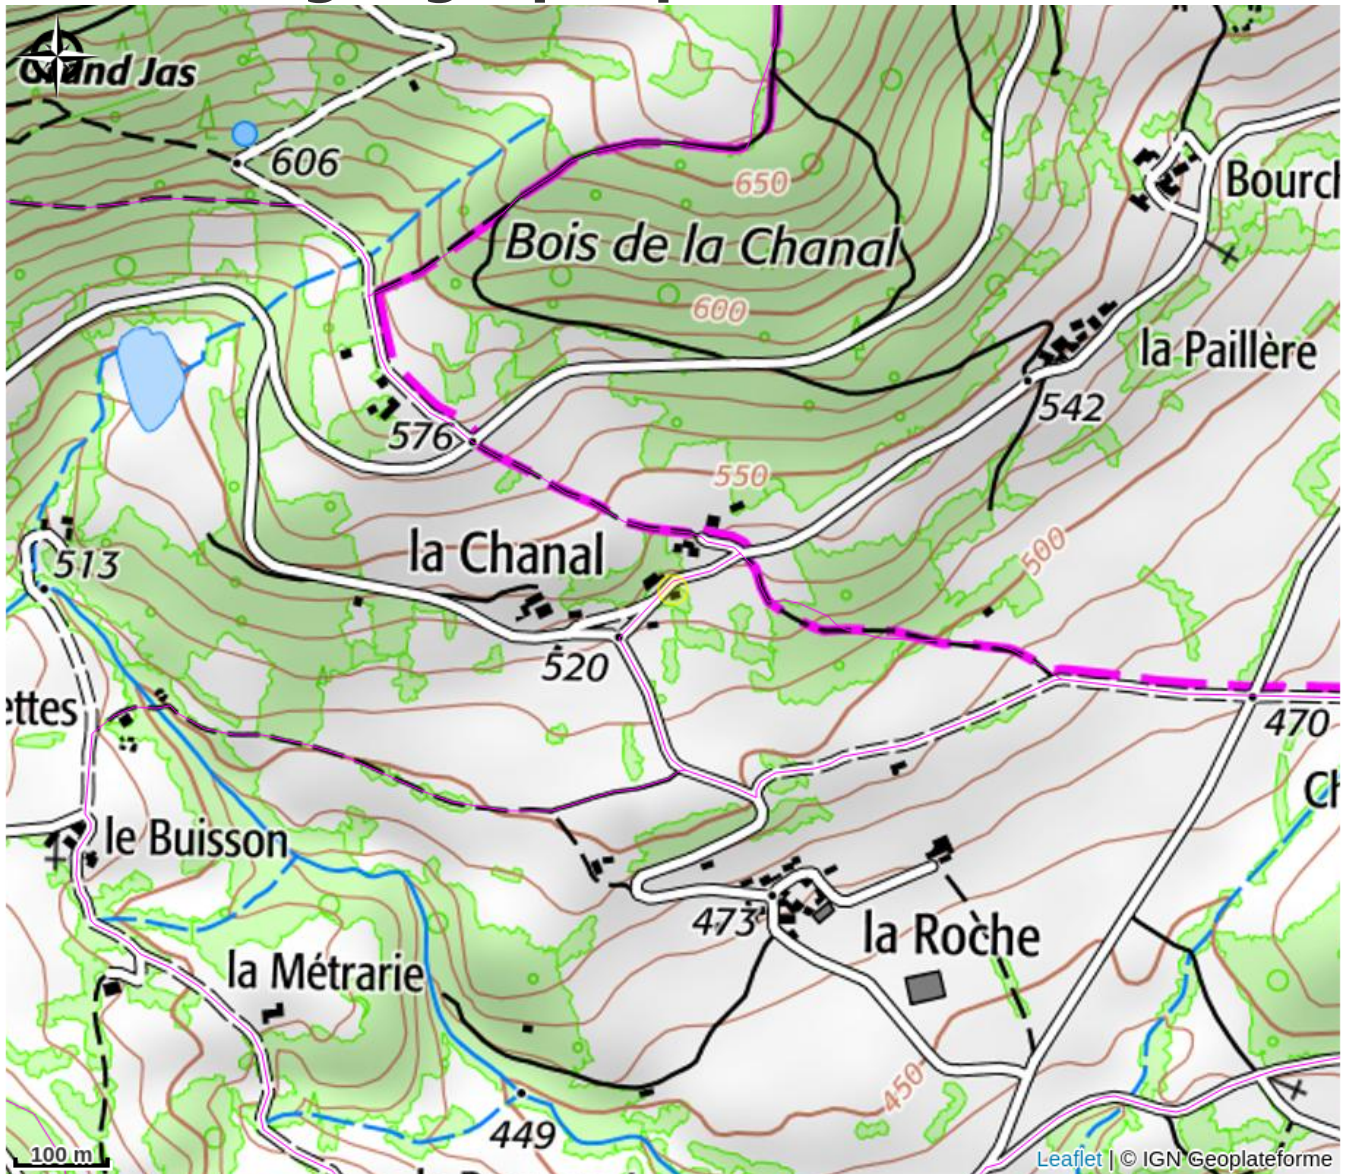 Grand Jas
606
650
Bourch
Bois de la Chanal
600
la Paillère
542
576
550
500
la Chanal
513
520
ettes
470
Ch
le Buisson
473
la Roche
la Métrarie
450
449
100 m
Leaflet | © IGN Geoplateforme